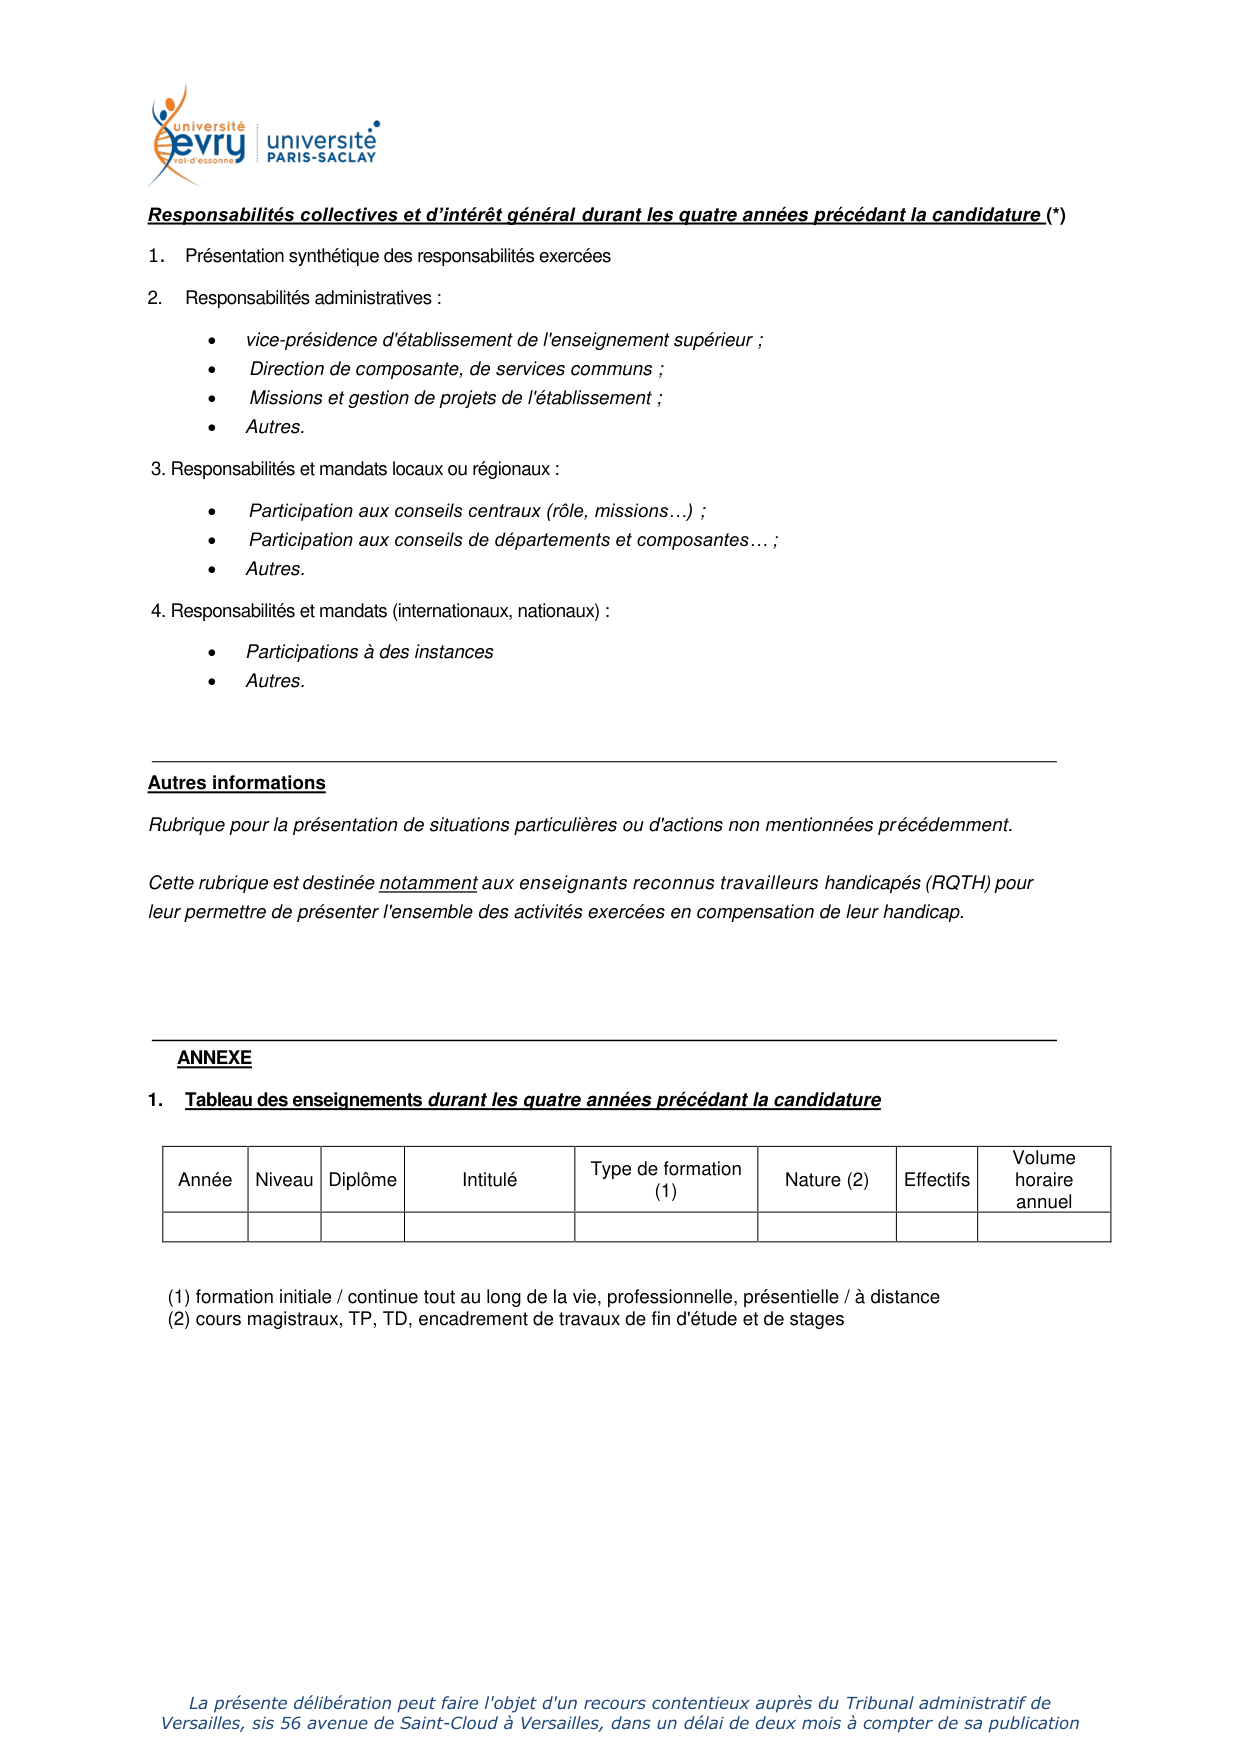 université
evry
val-d'essonne
université
PARIS-SACLAY
Responsabilités collectives et d’intérêt général durant les quatre années précédant la candidature (*)
1. Présentation synthétique des responsabilités exercées
2. Responsabilités administratives :
• vice-présidence d'établissement de l'enseignement supérieur ;
• Direction de composante, de services communs ;
• Missions et gestion de projets de l'établissement ;
• Autres.
3. Responsabilités et mandats locaux ou régionaux :
• Participation aux conseils centraux (rôle, missions…) ;
• Participation aux conseils de départements et composantes… ;
• Autres.
4. Responsabilités et mandats (internationaux, nationaux) :
• Participations à des instances
• Autres.
Autres informations
Rubrique pour la présentation de situations particulières ou d'actions non mentionnées précédemment.
Cette rubrique est destinée notamment aux enseignants reconnus travailleurs handicapés (RQTH) pour
leur permettre de présenter l'ensemble des activités exercées en compensation de leur handicap.
ANNEXE
1. Tableau des enseignements durant les quatre années précédant la candidature
Année Niveau Diplôme Intitulé Type de formation (1) Nature (2) Effectifs Volume horaire annuel
(1) formation initiale / continue tout au long de la vie, professionnelle, présentielle / à distance
(2) cours magistraux, TP, TD, encadrement de travaux de fin d'étude et de stages
La présente délibération peut faire l'objet d'un recours contentieux auprès du Tribunal administratif de
Versailles, sis 56 avenue de Saint-Cloud à Versailles, dans un délai de deux mois à compter de sa publication